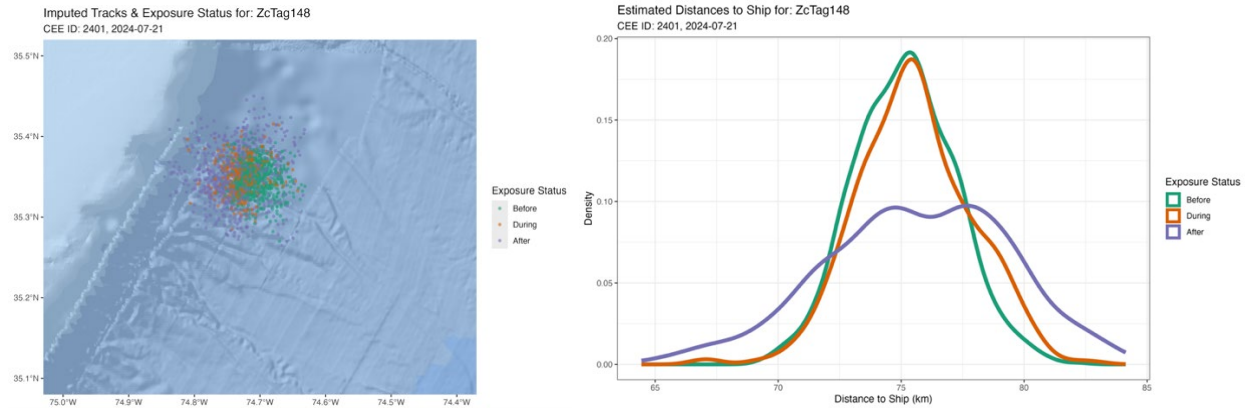 Imputed Tracks & Exposure Status for: ZcTag148
CEE ID: 2401, 2024-07-21
35.5°N
35.4°N
35.3°N
35.2°N
35.1°N
75.0°W 74.9°W 74.8°W 74.7°W 74.6°W 74.5°W 74.4°W
Exposure Status
Before
During
After
Estimated Distances to Ship for: ZcTag148
CEE ID: 2401, 2024-07-21
Density
0.20
0.15
0.10
0.05
0.00
65 70 75 80 85
Distance to Ship (km)
Exposure Status
Before
During
After